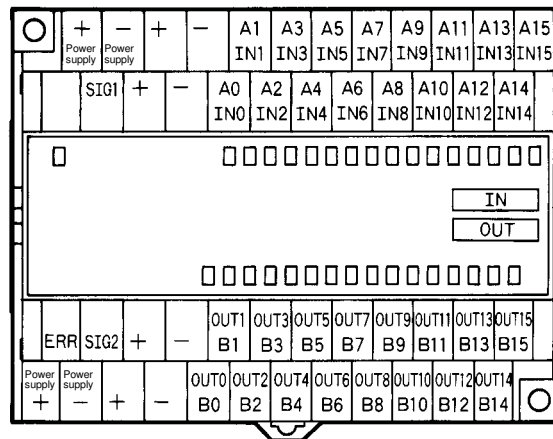 + − + − A1 A3 A5 A7 A9 A11 A13 A15
Power supply Power supply IN1 IN3 IN5 IN7 IN9 IN11 IN13 IN15
SIG1 + − A0 A2 A4 A6 A8 A10 A12 A14
IN0 IN2 IN4 IN6 IN8 IN10 IN12 IN14
IN
OUT
OUT1 OUT3 OUT5 OUT7 OUT9 OUT11 OUT13 OUT15
ERR SIG2 + − B1 B3 B5 B7 B9 B11 B13 B15
Power supply Power supply OUT0 OUT2 OUT4 OUT6 OUT8 OUT10 OUT12 OUT14
+ − + − B0 B2 B4 B6 B8 B10 B12 B14